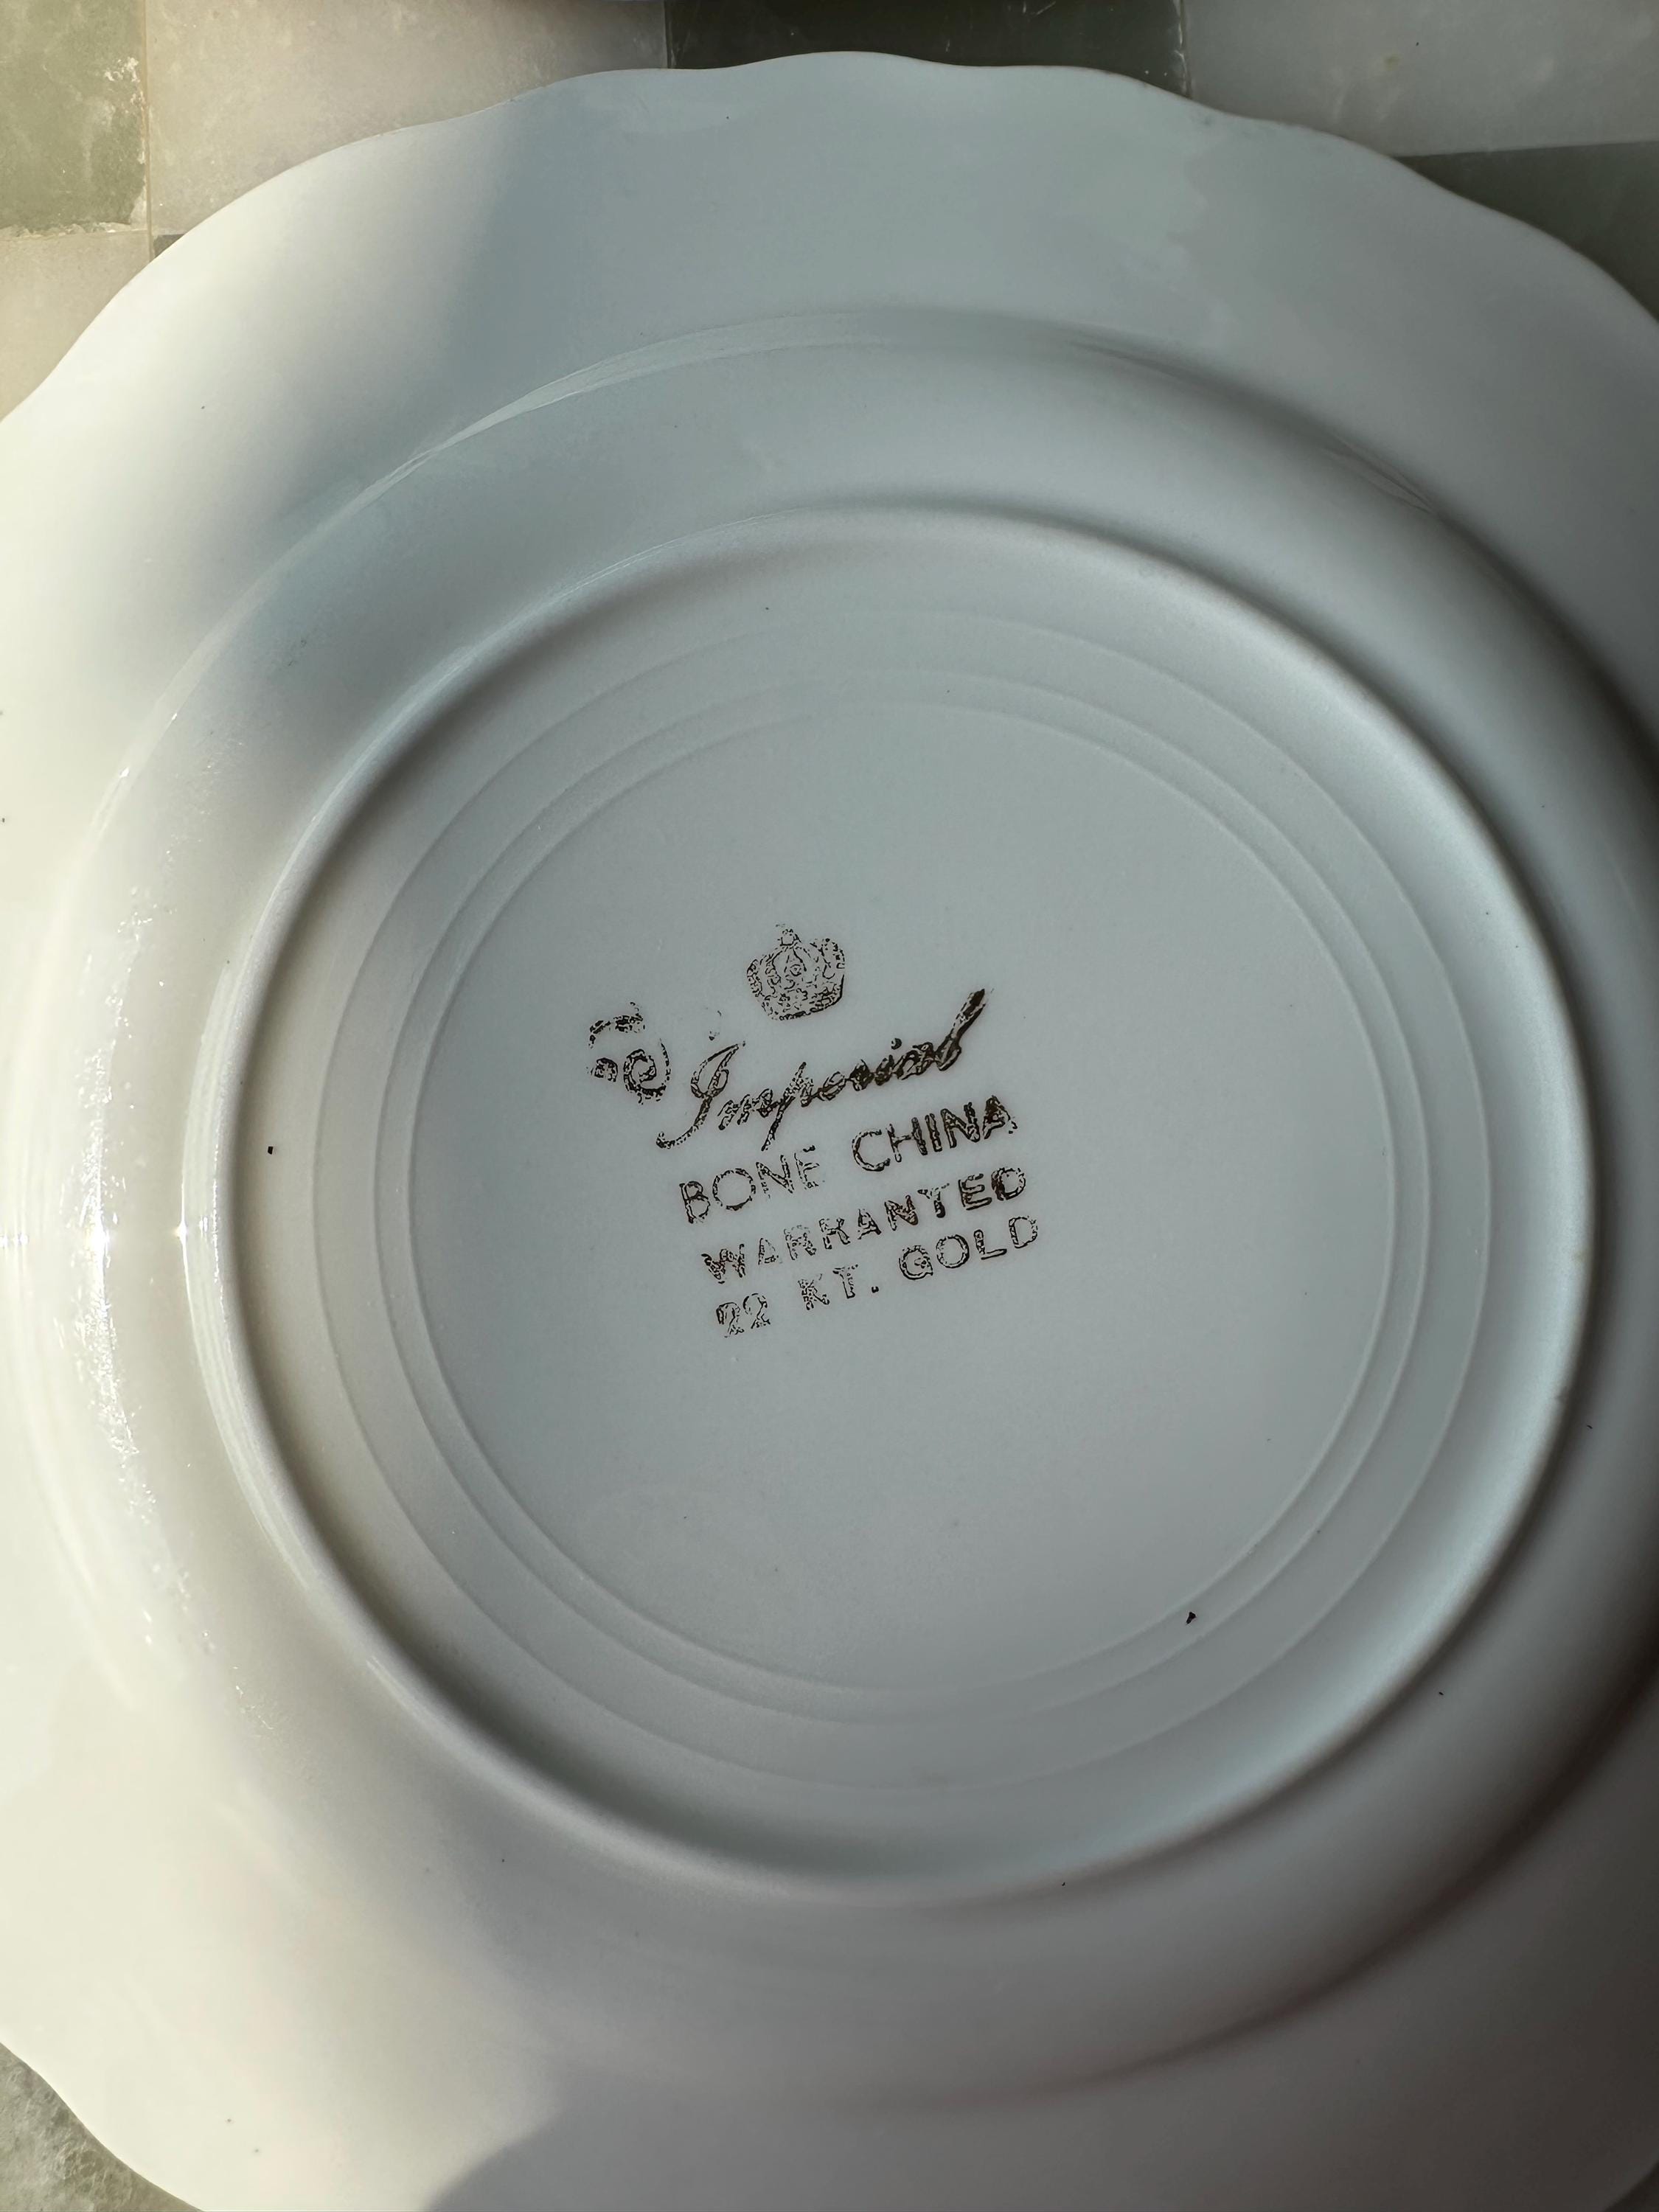 Imperial
BONE CHINA
WARRANTED
22 KT. GOLD